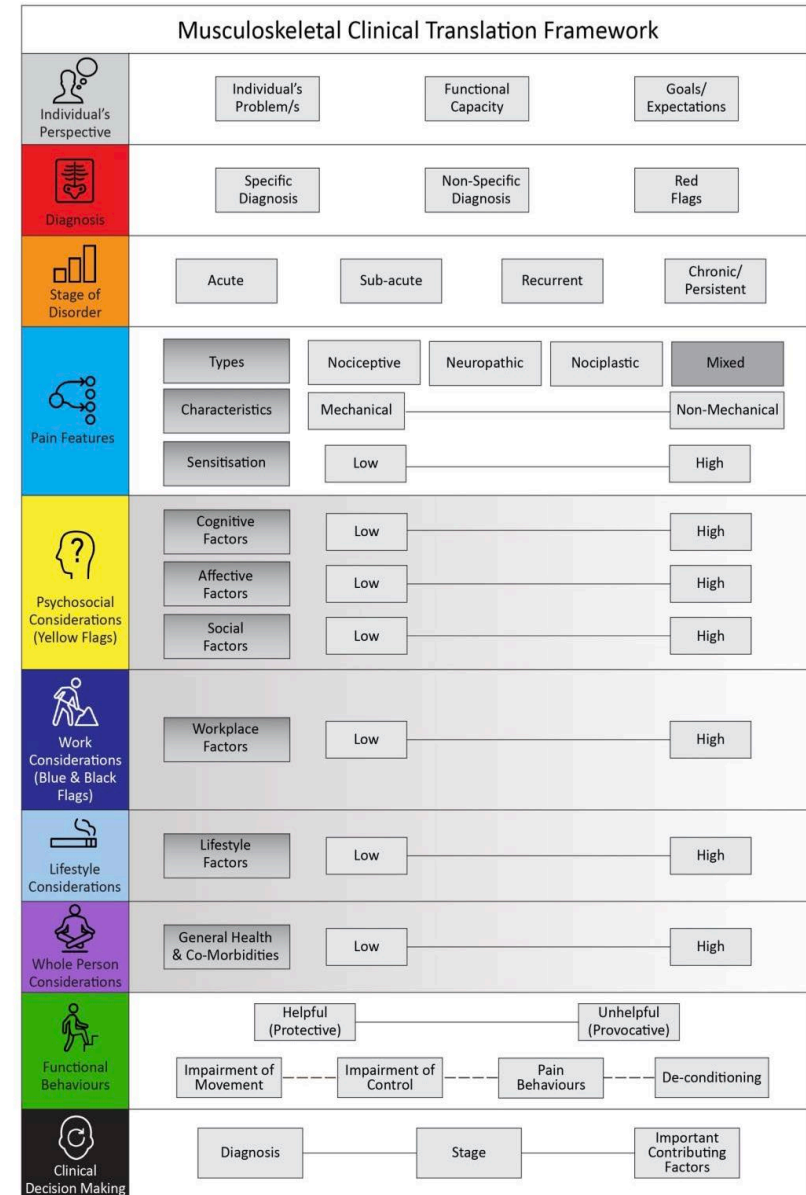 Musculoskeletal Clinical Translation Framework
Individual's
Perspective
Individual's
Problem/s
Functional
Capacity
Goals/
Expectations
Diagnosis
Specific
Diagnosis
Non-Specific
Diagnosis
Red
Flags
Stage of
Disorder
Acute
Sub-acute
Recurrent
Chronic/
Persistent
Pain Features
Types
Nociceptive
Neuropathic
Nociplastic
Mixed
Characteristics
Mechanical
Non-Mechanical
Sensitisation
Low
High
?
Psychosocial
Considerations
(Yellow Flags)
Cognitive
Factors
Low
High
Affective
Factors
Low
High
Social
Factors
Low
High
Work
Considerations
(Blue & Black
Flags)
Workplace
Factors
Low
High
Lifestyle
Considerations
Lifestyle
Factors
Low
High
Whole Person
Considerations
General Health
& Co-Morbidities
Low
High
Functional
Behaviours
Helpful
(Protective)
Unhelpful
(Provocative)
Impairment of
Movement
Impairment of
Control
Pain
Behaviours
De-conditioning
Clinical
Decision Making
Diagnosis
Stage
Important
Contributing
Factors